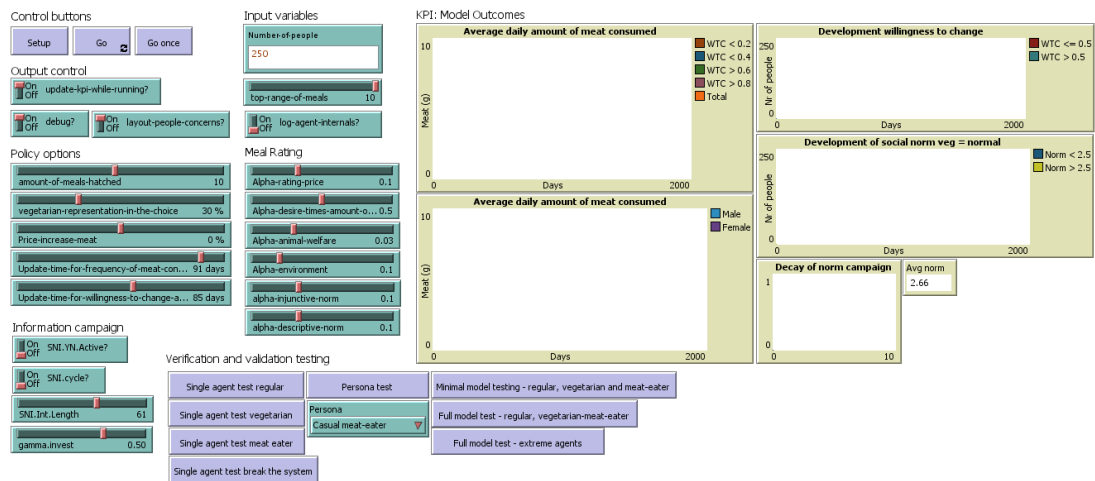 Control buttons
Setup
Go
Go once
Output control
On
Off
update-kpi-while-running?
On
Off
debug?
On
Off
layout-people-concerns?
Policy options
amount-of-meals-hatched 10
vegetarian-representation-in-the-choice 30 %
Price-increase-meat 0 %
Update-time-for-frequency-of-meat-con... 91 days
Update-time-for-willingness-to-change-a... 85 days
Information campaign
On
Off
SNI.YN.Active?
On
Off
SNI.cycle?
SNI.Int.Length 61
gamma.invest 0.50
Input variables
Number-of-people
250
top-range-of-meals 10
On
Off
log-agent-internals?
Meal Rating
Alpha-rating-price 0.1
Alpha-desire-times-amount-o... 0.5
Alpha-animal-welfare 0.03
Alpha-environment 0.1
alpha-injunctive-norm 0.1
alpha-descriptive-norm 0.1
Verification and validation testing
Single agent test regular
Single agent test vegetarian
Single agent test meat eater
Single agent test break the system
Persona test
Persona
Casual meat-eater
Minimal model testing - regular, vegetarian and meat-eater
Full model test - regular, vegetarian-meat-eater
Full model test - extreme agents
KPI: Model Outcomes
Average daily amount of meat consumed
Meat (g)
10
0
0
Days
2000
WTC < 0.2
WTC < 0.4
WTC > 0.6
WTC > 0.8
Total
Average daily amount of meat consumed
Meat (g)
10
0
0
Days
2000
Male
Female
Development willingness to change
Nr of people
250
0
0
Days
2000
WTC <= 0.5
WTC > 0.5
Development of social norm veg = normal
Nr of people
250
0
0
Days
2000
Norm < 2.5
Norm > 2.5
Decay of norm campaign
1
0
0
10
Avg norm
2.66